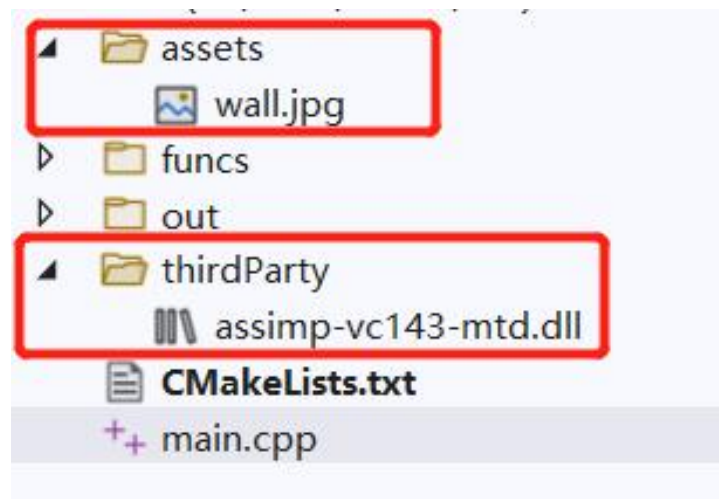 assets
wall.jpg
funcs
out
thirdParty
assimp-vc143-mtd.dll
CMakeLists.txt
main.cpp